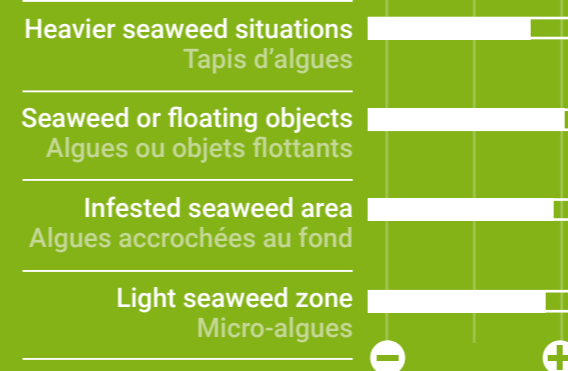 Heavier seaweed situations
Tapis d’algues
Seaweed or floating objects
Algues ou objets flottants
Infested seaweed area
Algues accrochées au fond
Light seaweed zone
Micro-algues